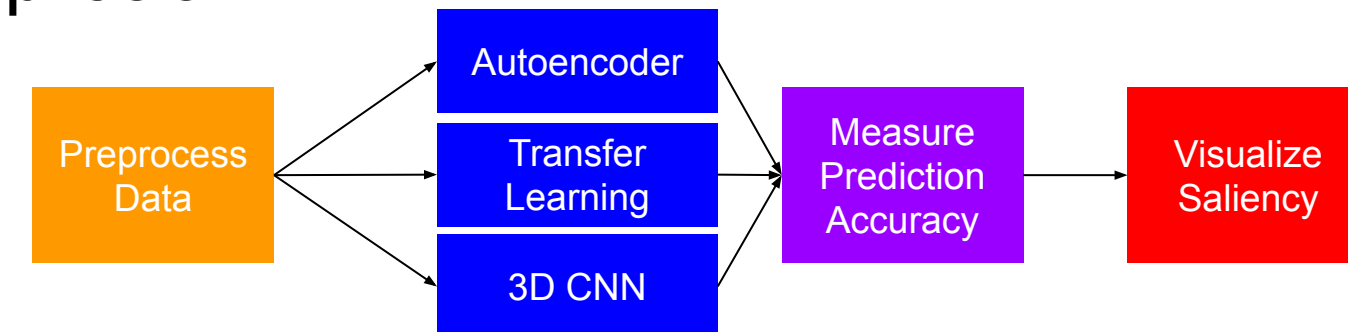 Preprocess
Data
Autoencoder
Transfer
Learning
3D CNN
Measure
Prediction
Accuracy
Visualize
Saliency